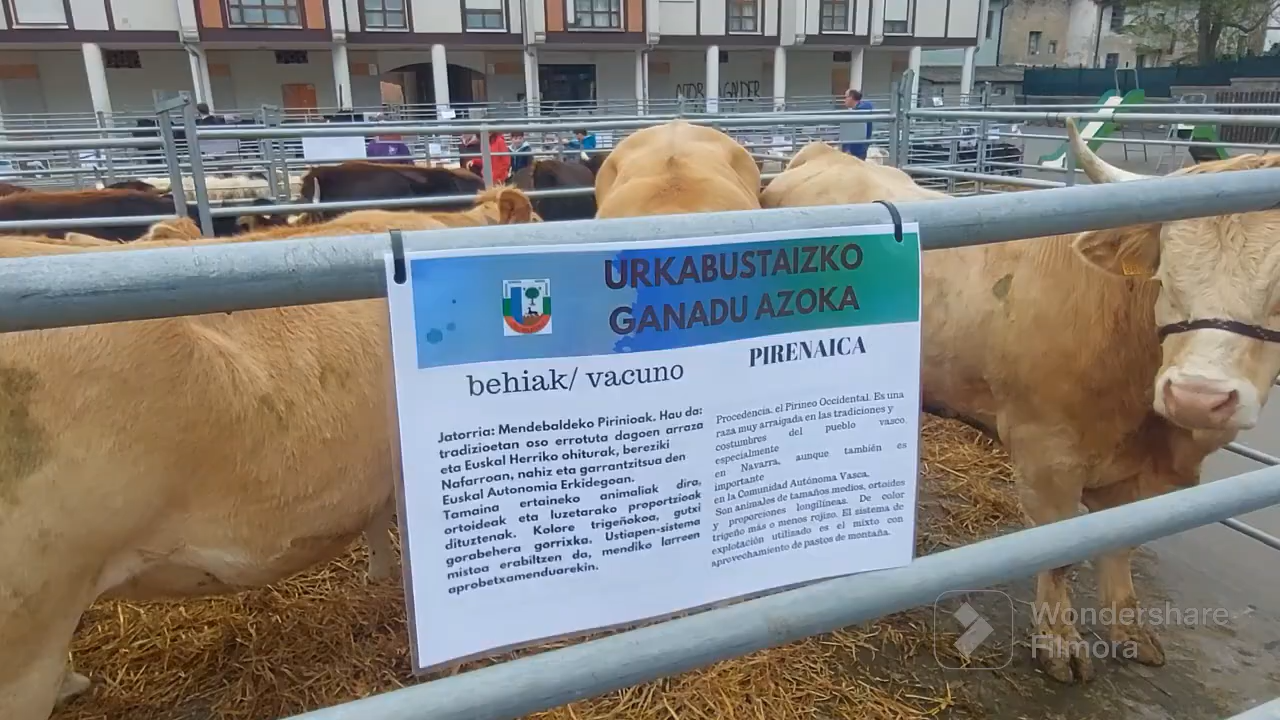 URKABUSTAIZKO
GANADU AZOKA
behiak/ vacuno
PIRENAICA
Jatorria: Mendebaldeko Pirinioak. Hau da:
tradizioetan oso errotuta dagoen arraza
eta Euskal Herriko ohiturak, bereziki
Nafarroan, nahiz eta garrantzitsua den
Euskal Autonomia Erkidegoan.
Tamaina ertaineko animaliak dira,
ortoideak eta luzetarako proportzioak
dituztenak. Kolore trigeñokoa, gutxi
gorabehera gorrixka. Ustiapen-sistema
mistoa erabiltzen da, mendiko larreen
aprobetxamenduarekin.
Procedencia, el Pirineo Occidental. Es una
raza muy arraigada en las tradiciones y
costumbres del pueblo vasco,
especialmente
en Navarra, aunque también es
importante
en la Comunidad Autónoma Vasca.
Son animales de tamaños medios, ortoides
y proporciones longilíneas. De color
trigeño más o menos rojizo. El sistema de
explotación utilizado es el mixto con
aprovechamiento de pastos de montaña.
Wondershare
Filmora